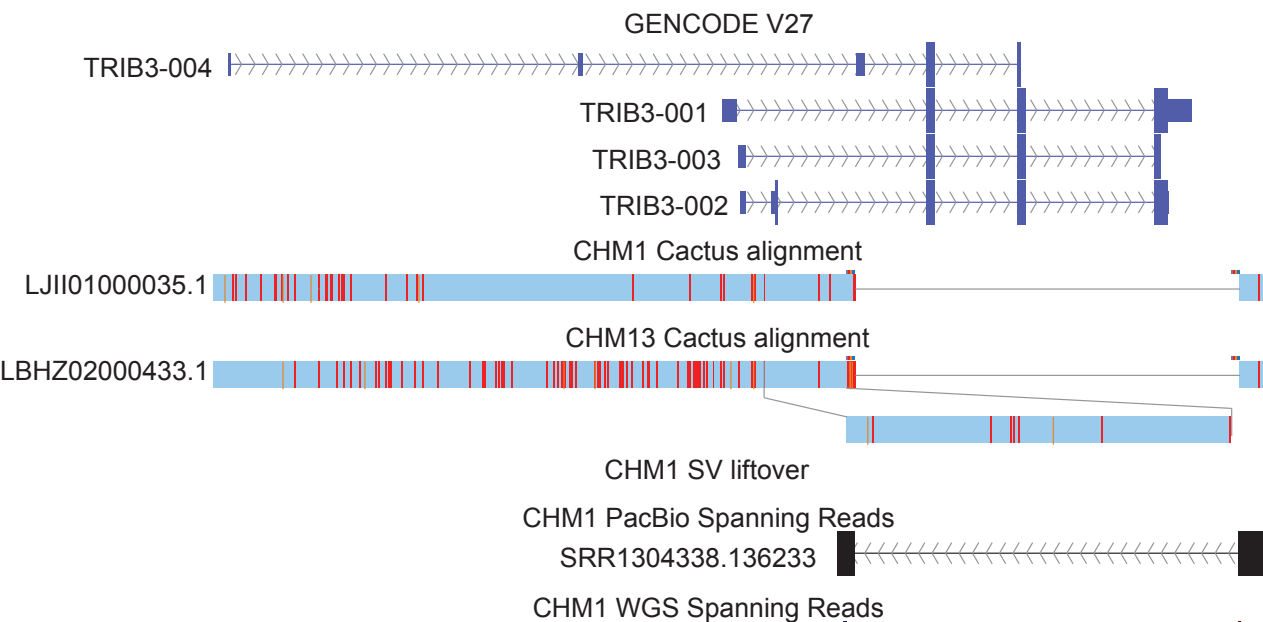 GENCODE V27
TRIB3-004
TRIB3-001
TRIB3-003
TRIB3-002
CHM1 Cactus alignment
LJII01000035.1
CHM13 Cactus alignment
LBHZ02000433.1
CHM1 SV liftover
CHM1 PacBio Spanning Reads
SRR1304338.136233
CHM1 WGS Spanning Reads